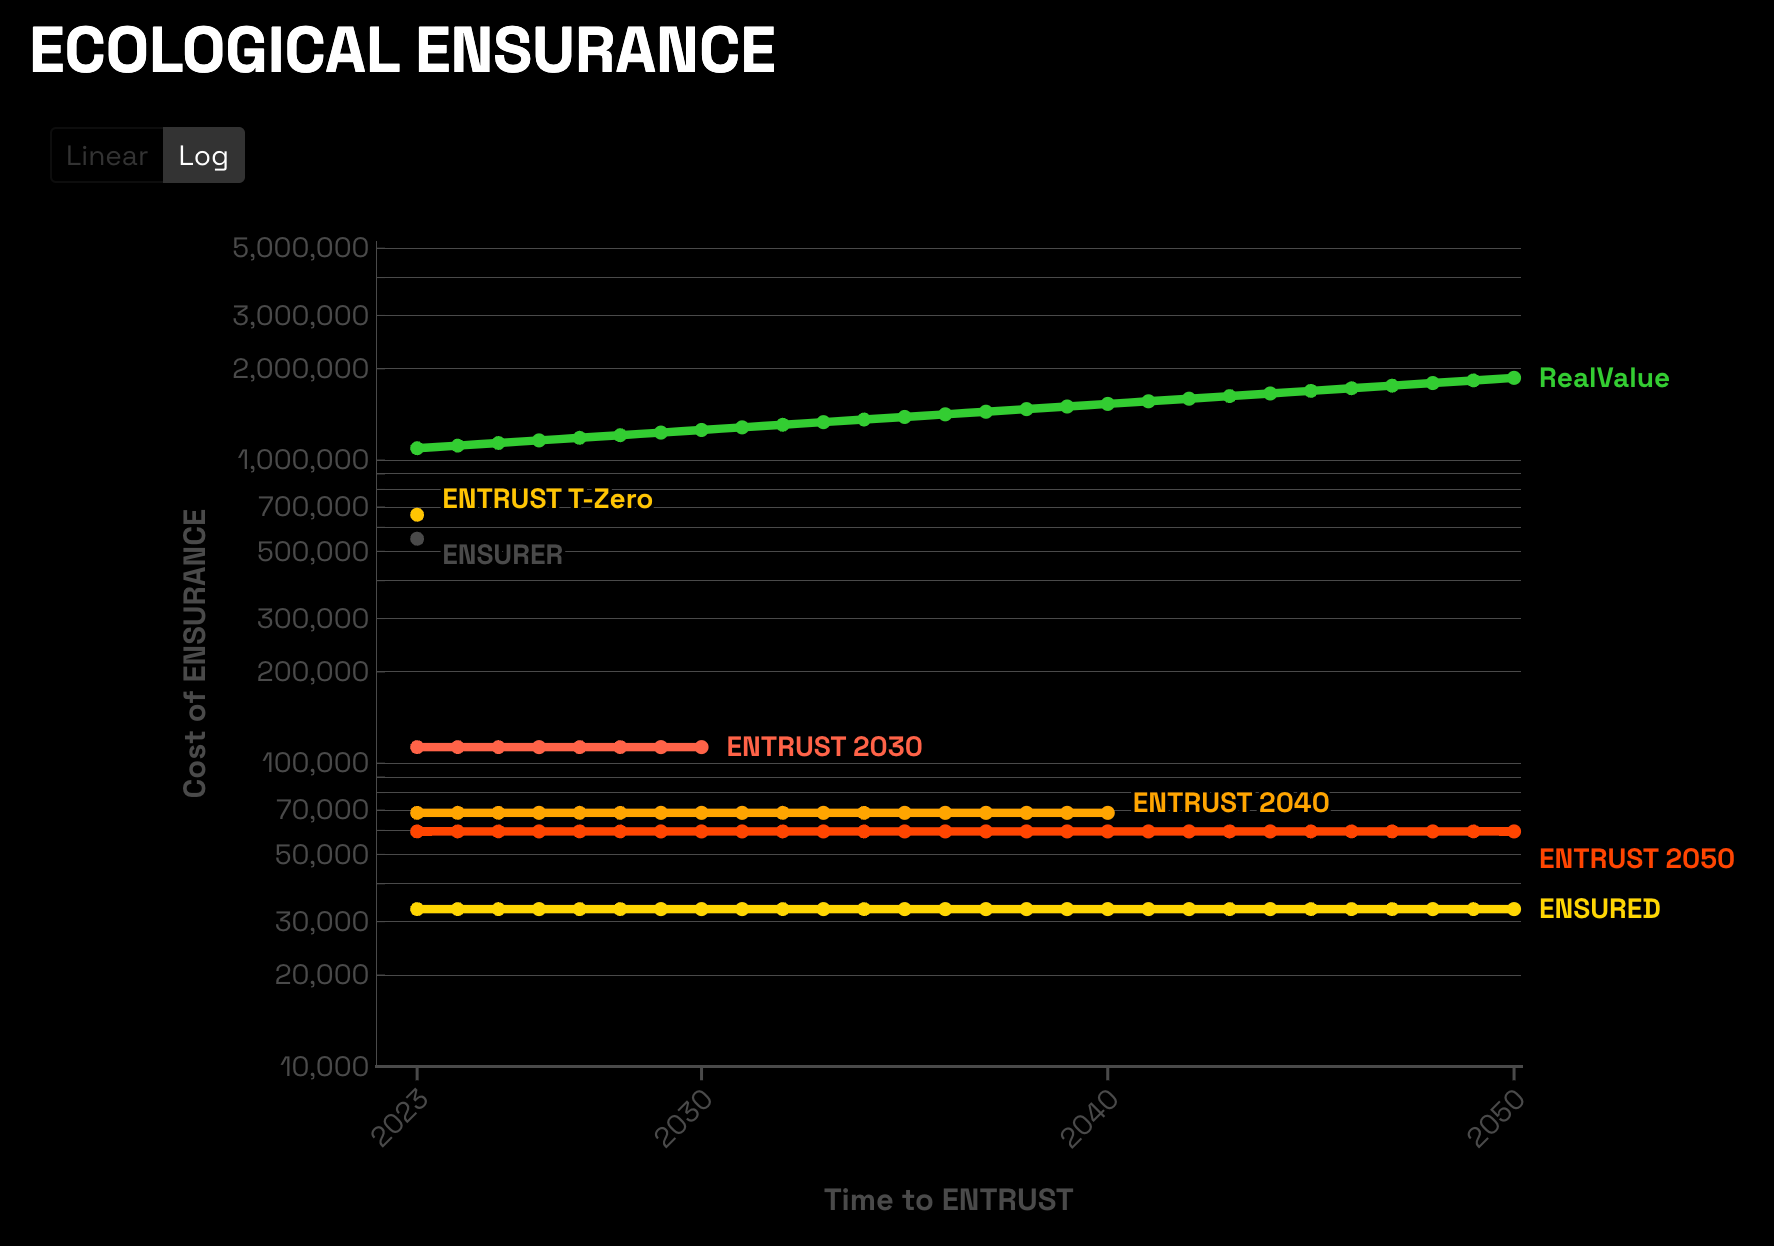 ECOLOGICAL ENSURANCE
Linear Log
5,000,000
3,000,000
2,000,000
RealValue
1,000,000
ENTRUST T-Zero
700,000
500,000
ENSURER
300,000
200,000
Cost of ENSURANCE
ENTRUST 2030
100,000
ENTRUST 2040
70,000
50,000
ENTRUST 2050
ENSURED
30,000
20,000
10,000
2023 2030 2040 2050
Time to ENTRUST